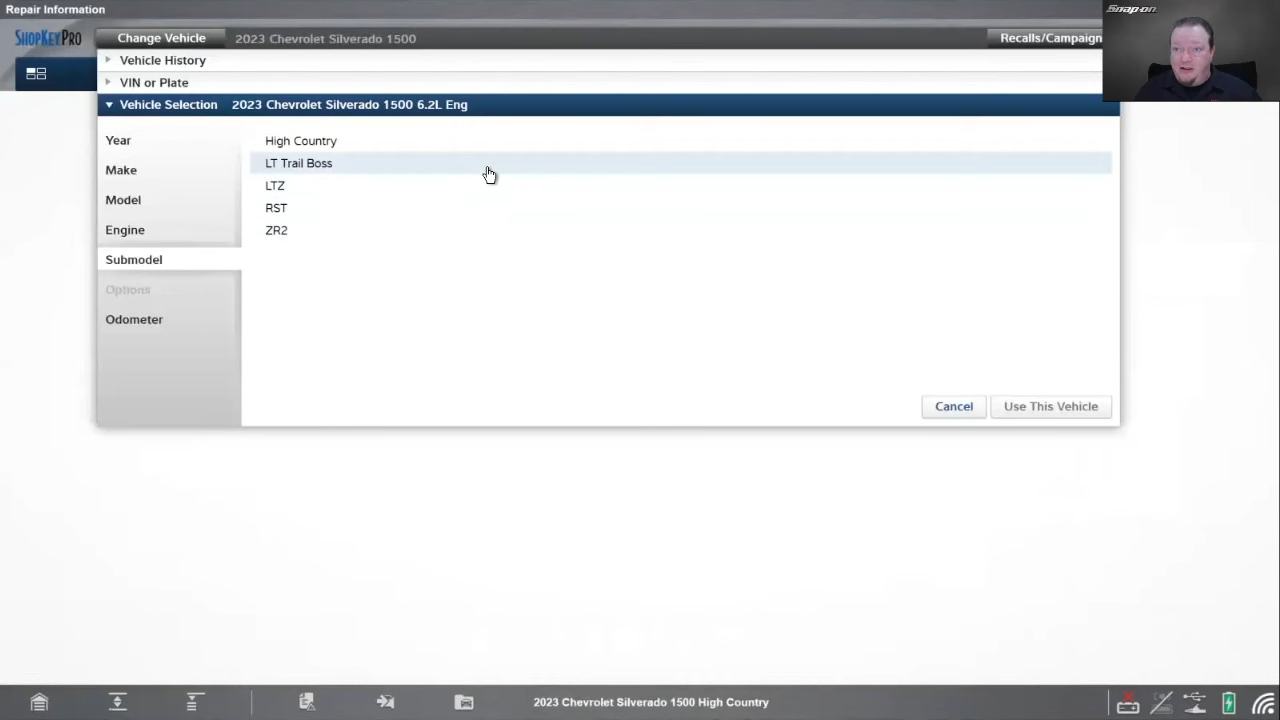 Repair Information
ShopKeyPro
Change Vehicle 2023 Chevrolet Silverado 1500 Recalls/Campaign
Snap-on
Vehicle History
VIN or Plate
Vehicle Selection 2023 Chevrolet Silverado 1500 6.2L Eng
Year
Make
Model
Engine
Submodel
Options
Odometer
High Country
LT Trail Boss
LTZ
RST
ZR2
Cancel Use This Vehicle
2023 Chevrolet Silverado 1500 High Country